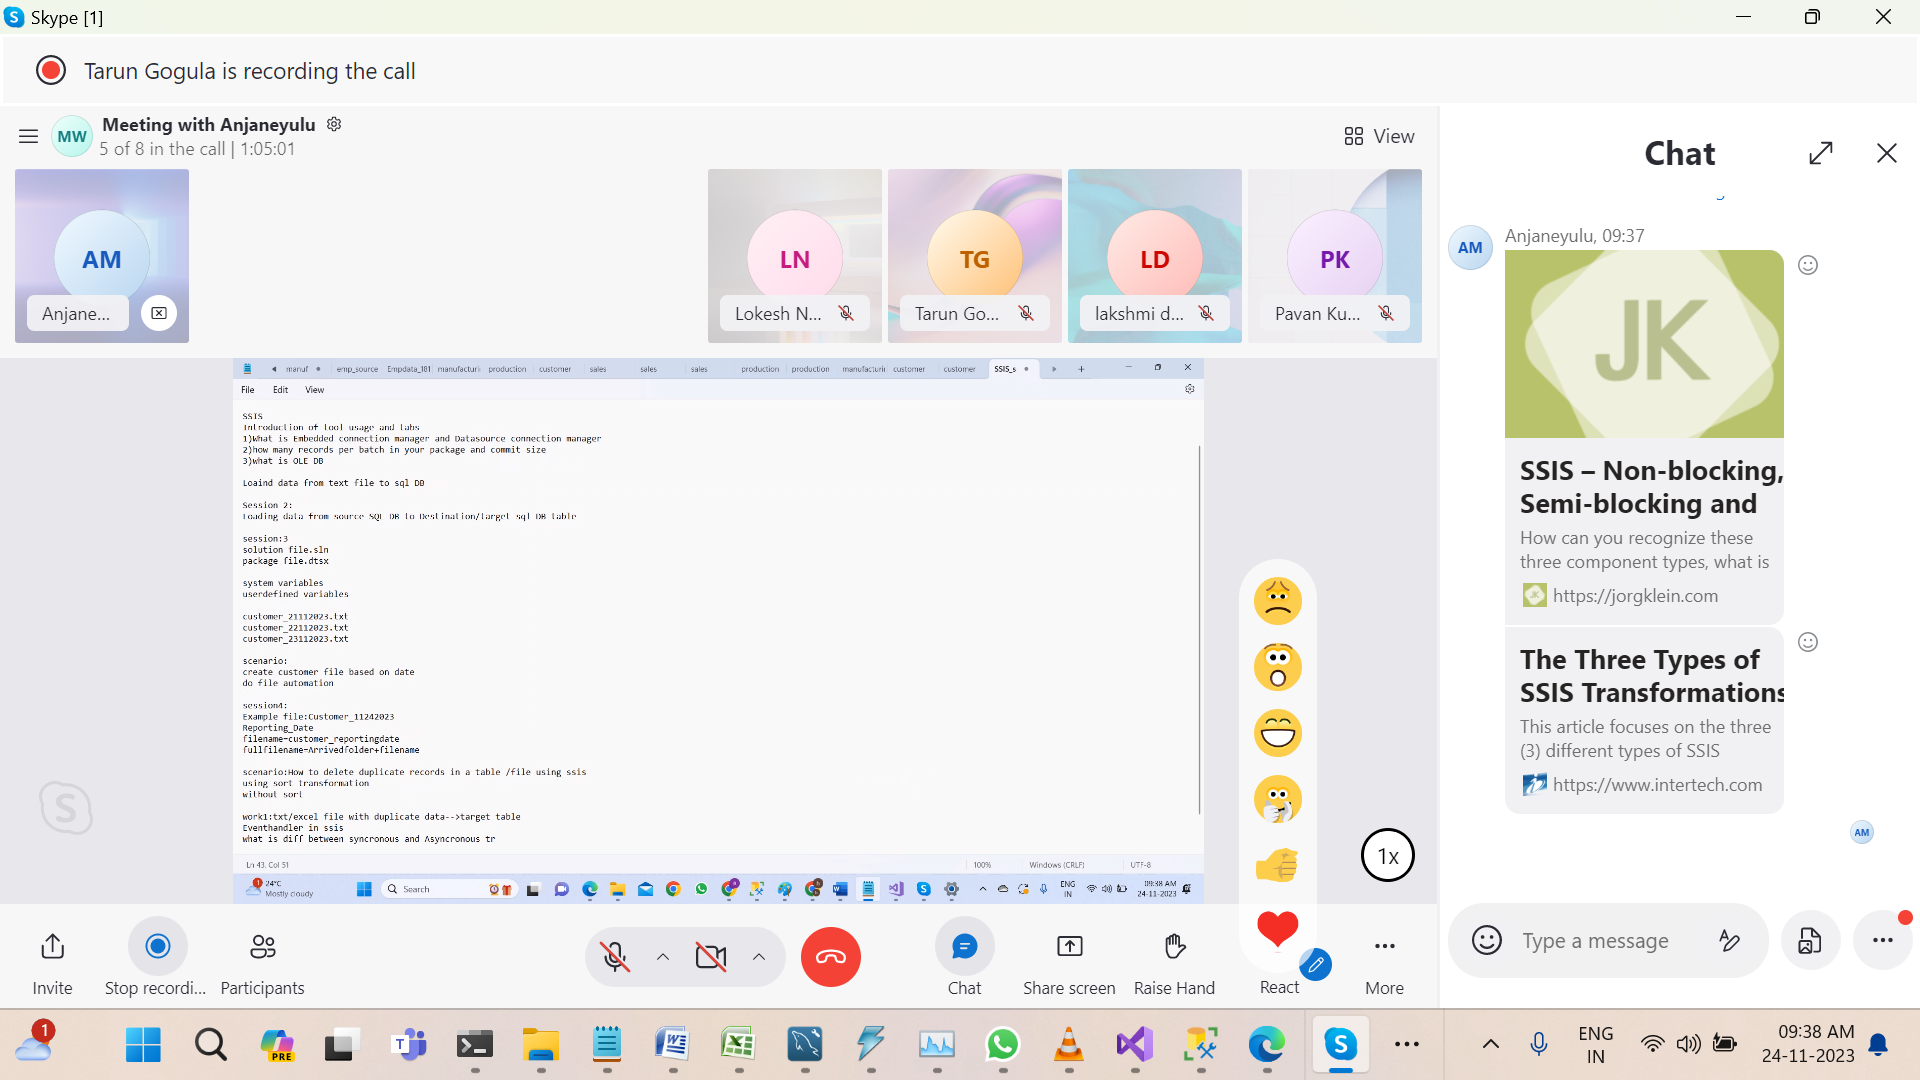 Skype [1]
Tarun Gogula is recording the call
MW
Meeting with Anjaneyulu
5 of 8 in the call | 1:05:01
View
AM
Anjane...
LN
Lokesh N...
TG
Tarun Go...
LD
lakshmi d...
PK
Pavan Ku...
manuf
emp_source
Empdata_181
manufacturin
production
customer
sales
sales
sales
production
production
manufacturin
customer
customer
SSIS_s
File
Edit
View
SSIS
Introduction of tool usage and tabs
1)What is Embedded connection manager and Datasource connection manager
2)how many records per batch in your package and commit size
3)what is OLE DB
Loaind data from text file to sql DB
Session 2:
Loading data from source SQL DB to Destination/target sql DB table
session:3
solution file.sln
package file.dtsx
system variables
userdefined variables
customer_21112023.txt
customer_22112023.txt
customer_23112023.txt
scenario:
create customer file based on date
do file automation
session4:
Example file:Customer_11242023
Reporting_Date
filename=customer_reportingdate
fullfilename=Arrivedfolder+filename
scenario:How to delete duplicate records in a table /file using ssis
using sort transformation
without sort
work1:txt/excel file with duplicate data-->target table
Eventhandler in ssis
what is diff between syncronous and Asyncronous tr
Ln 43, Col 51
100%
Windows (CRLF)
UTF-8
1
24°C
Mostly cloudy
Search
ENG
IN
09:38 AM
24-11-2023
1x
Chat
AM
Anjaneyulu, 09:37
JK
SSIS – Non-blocking,
Semi-blocking and
How can you recognize these
three component types, what is
https://jorgklein.com
The Three Types of
SSIS Transformations
This article focuses on the three
(3) different types of SSIS
https://www.intertech.com
AM
Type a message
Invite
Stop recordi...
Participants
Chat
Share screen
Raise Hand
React
More
1
PRE
ENG
IN
09:38 AM
24-11-2023